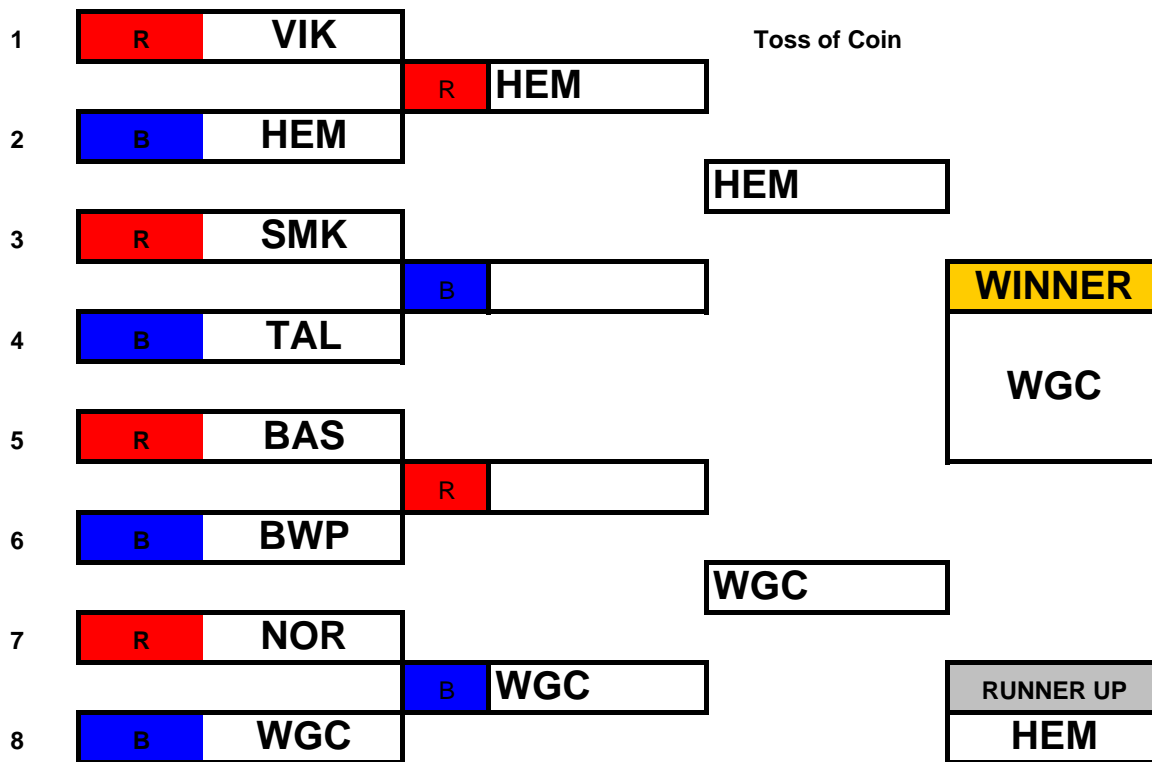 1 R VIK Toss of Coin
R HEM
2 B HEM
HEM
3 R SMK
B WINNER
4 B TAL
WGC
5 R BAS
R
6 B BWP
WGC
7 R NOR
B WGC RUNNER UP
8 B WGC HEM